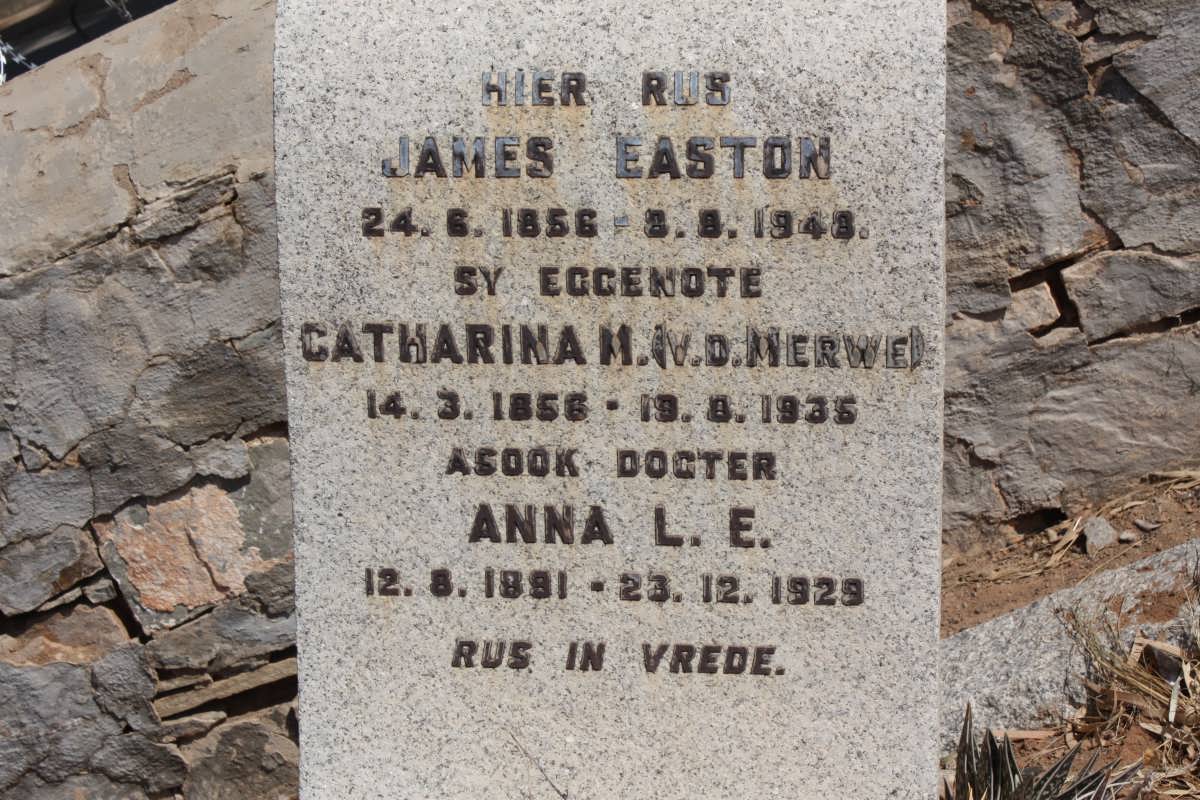 HIER RUS
JAMES EASTON
24. 6. 1856 - 8. 8. 1948.
SY EGGENOTE
CATHARINA M. (V.D. MERWE)
14. 3. 1856 - 19. 8. 1935
ASOOK DOGTER
ANNA L. E.
12. 8. 1891 - 23. 12. 1929
RUS IN VREDE.